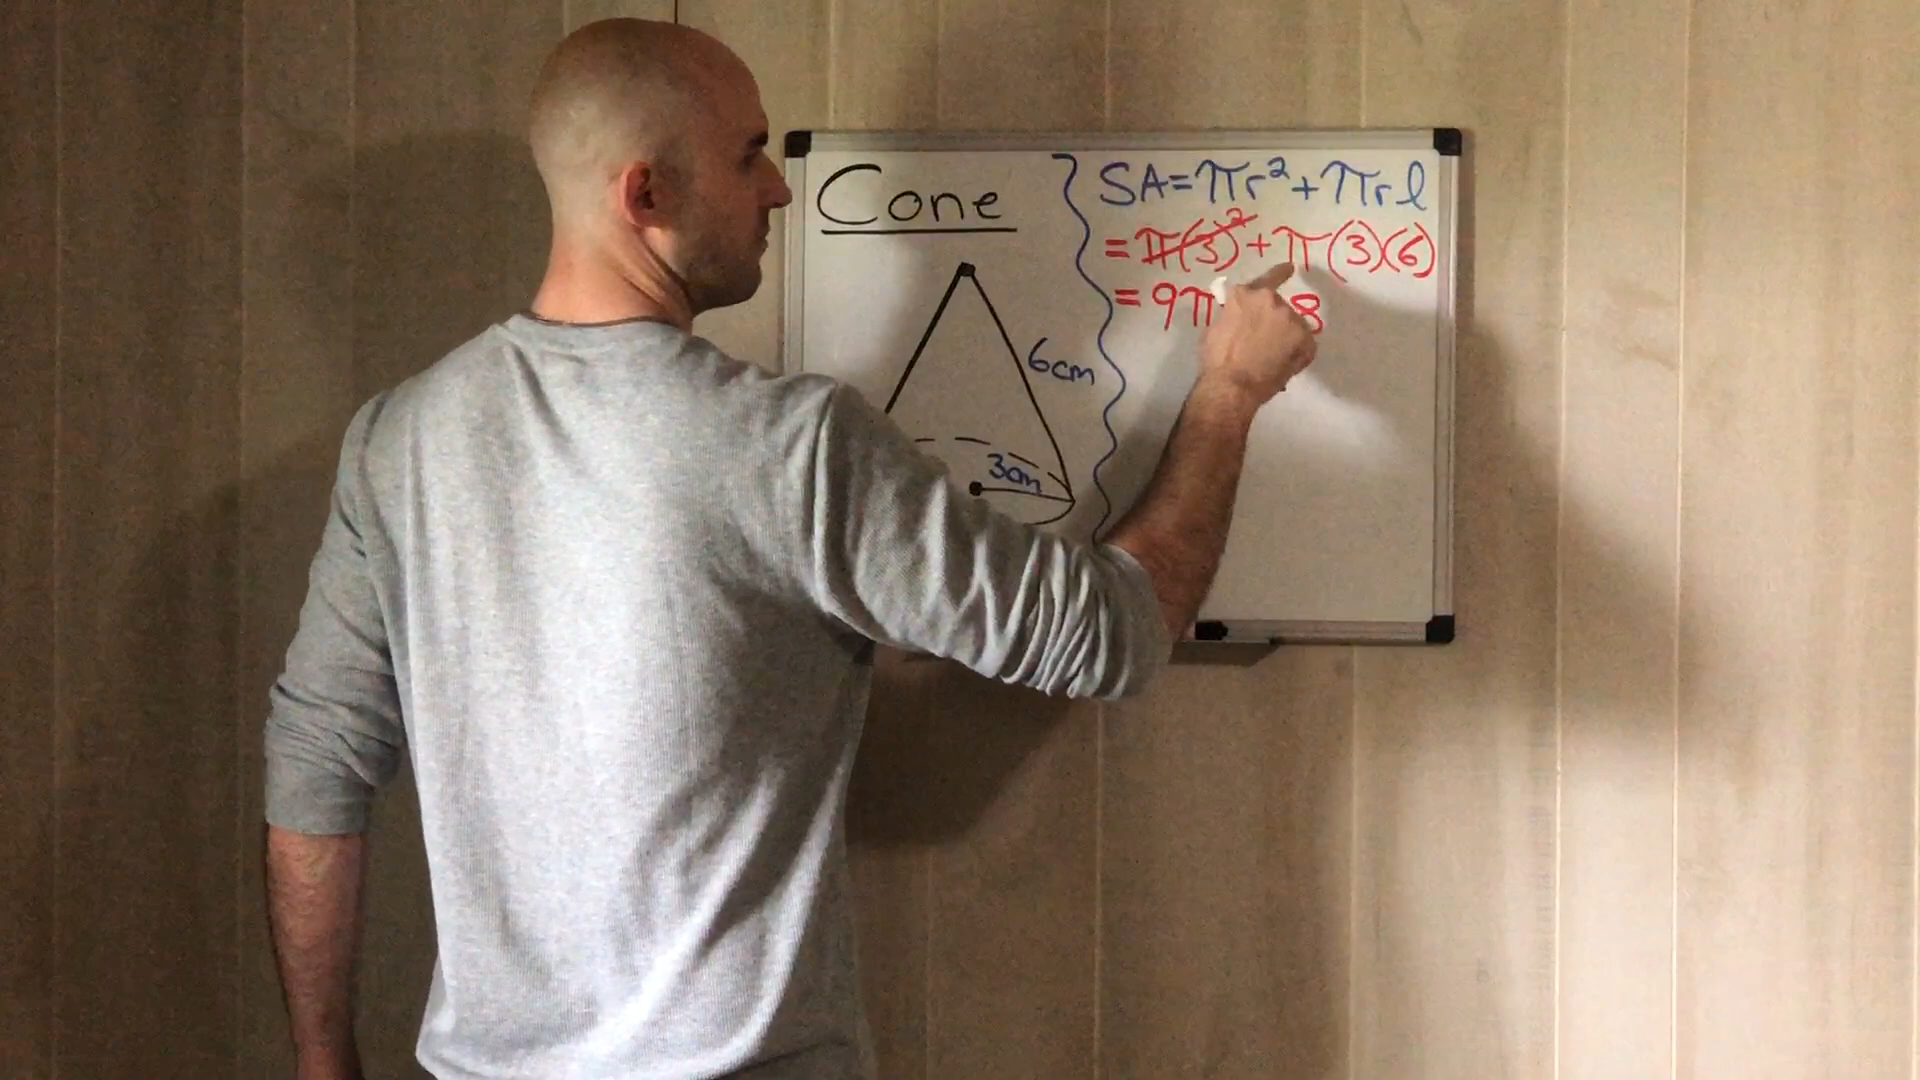 Cone
SA=πr²+πrl
=π(3)²+π(3)(6)
=9π 8
6cm
3cm